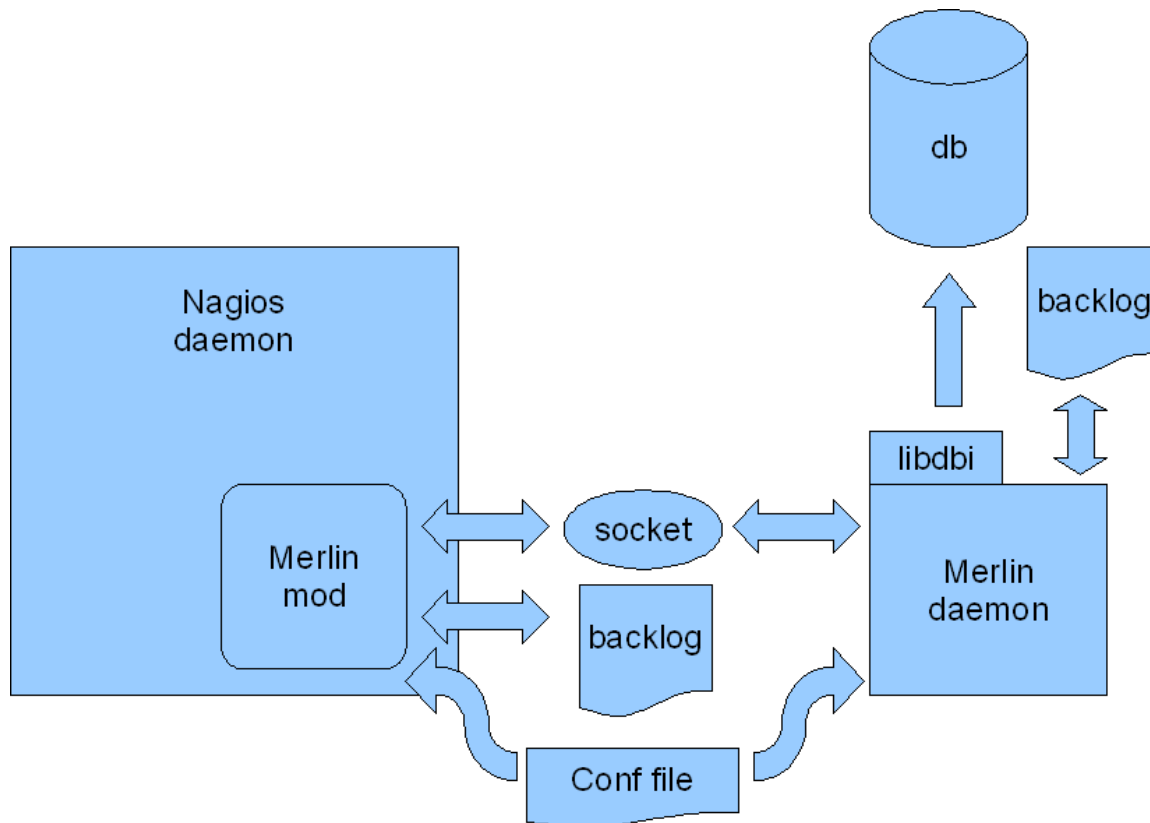 db
Nagios
daemon
backlog
libdbi
socket
Merlin
mod
Merlin
daemon
backlog
Conf file